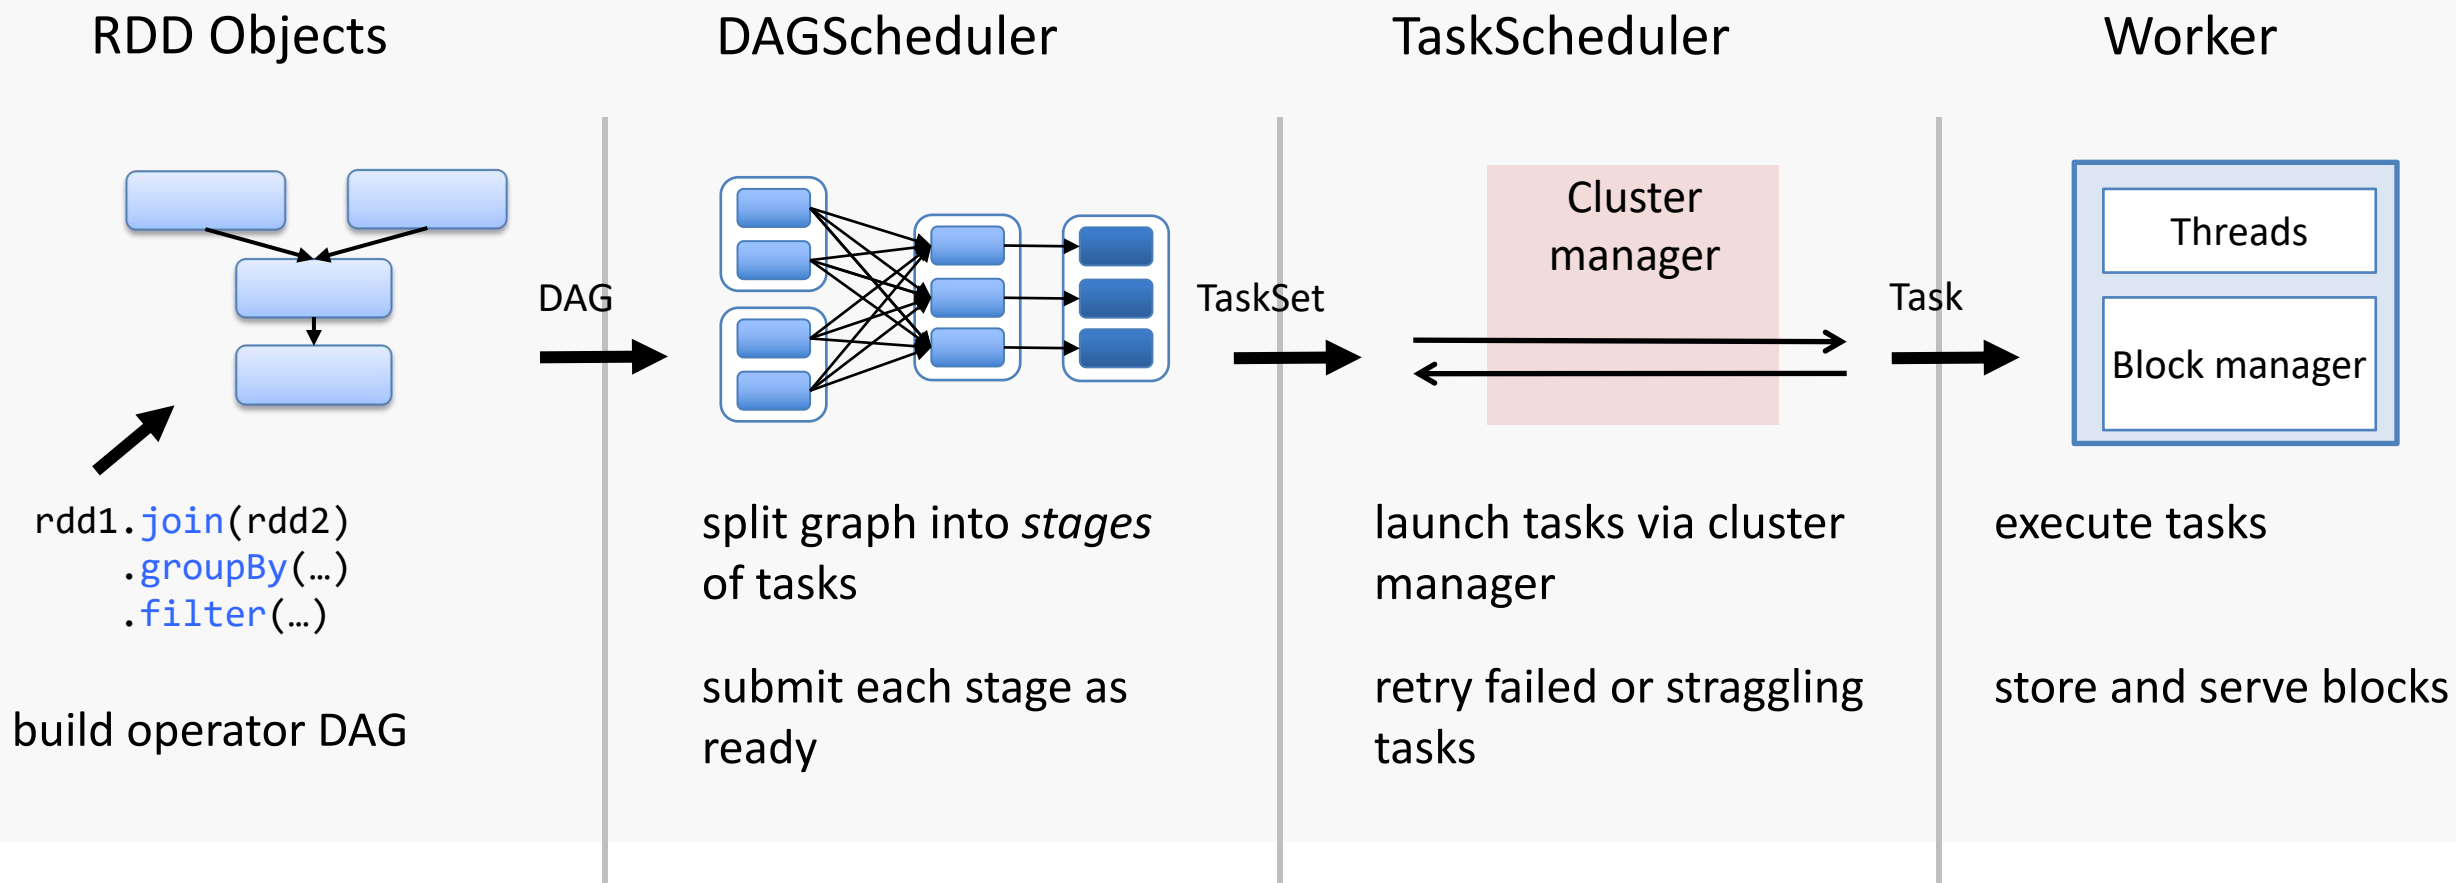 RDD Objects
DAGScheduler
TaskScheduler
Worker
DAG
rdd1.join(rdd2)
.groupBy(…)
.filter(…)
build operator DAG
split graph into stages
of tasks
submit each stage as
ready
TaskSet
Cluster
manager
launch tasks via cluster
manager
retry failed or straggling
tasks
Task
Threads
Block manager
execute tasks
store and serve blocks